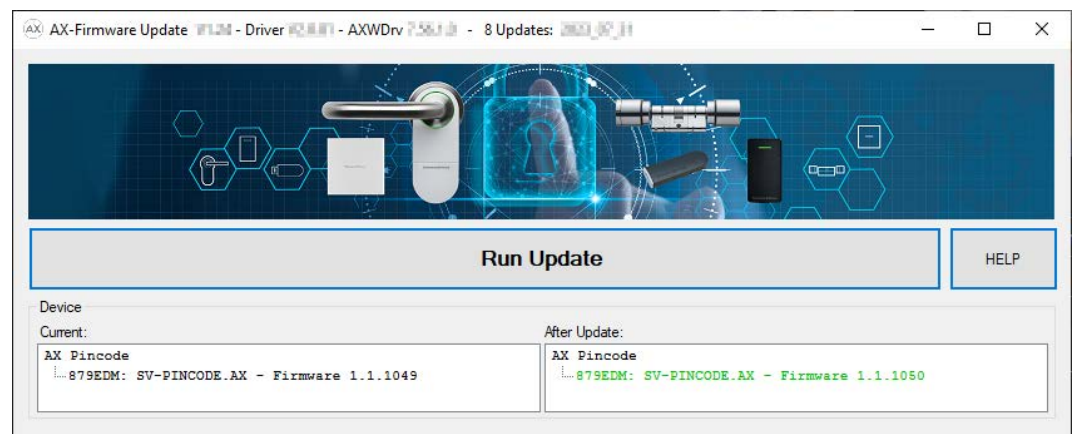 AX AX-Firmware Update - Driver - AXWDrv - 8 Updates:
Run Update
HELP
Device
Current:
After Update:
AX Pincode
879EDM: SV-PINCODE.AX - Firmware 1.1.1049
AX Pincode
879EDM: SV-PINCODE.AX - Firmware 1.1.1050